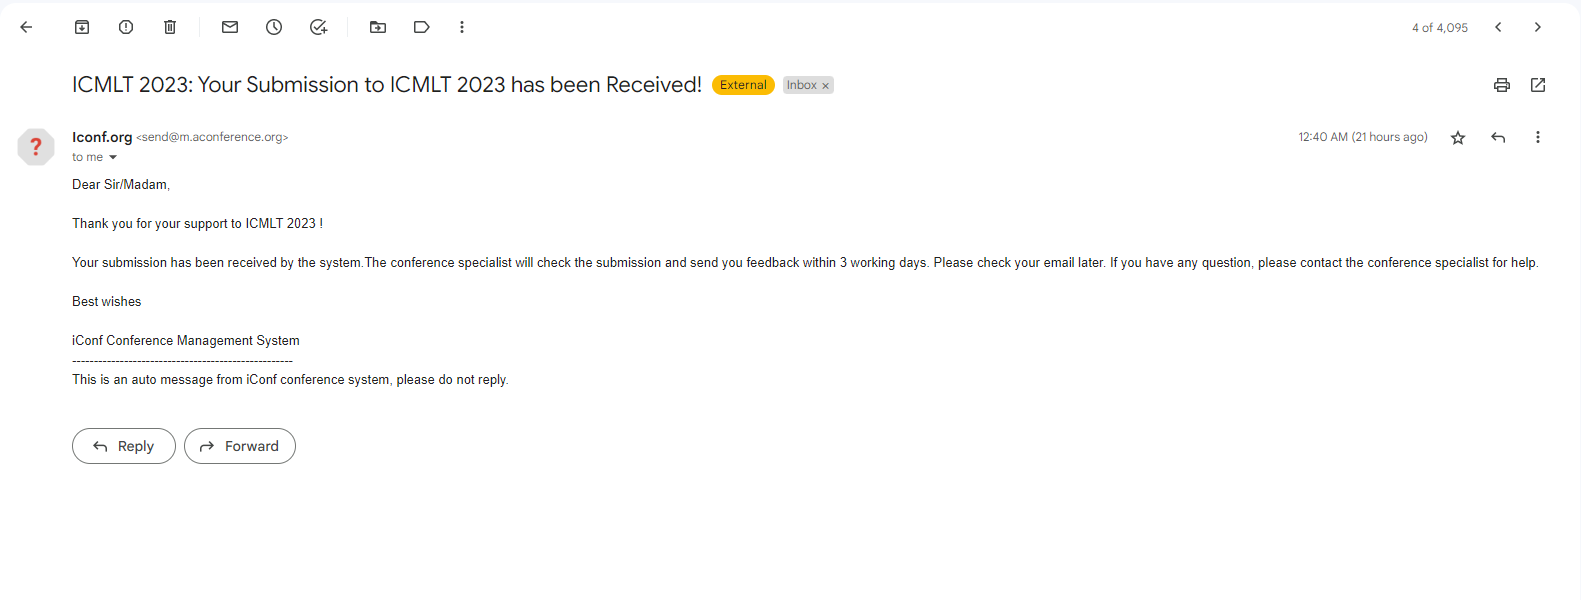 4 of 4,095
ICMLT 2023: Your Submission to ICMLT 2023 has been Received! External Inbox x
?
Iconf.org <send@m.aconference.org> 12:40 AM (21 hours ago)
to me
Dear Sir/Madam,
Thank you for your support to ICMLT 2023 !
Your submission has been received by the system.The conference specialist will check the submission and send you feedback within 3 working days. Please check your email later. If you have any question, please contact the conference specialist for help.
Best wishes
iConf Conference Management System
---------------------------------------------------
This is an auto message from iConf conference system, please do not reply.
Reply Forward